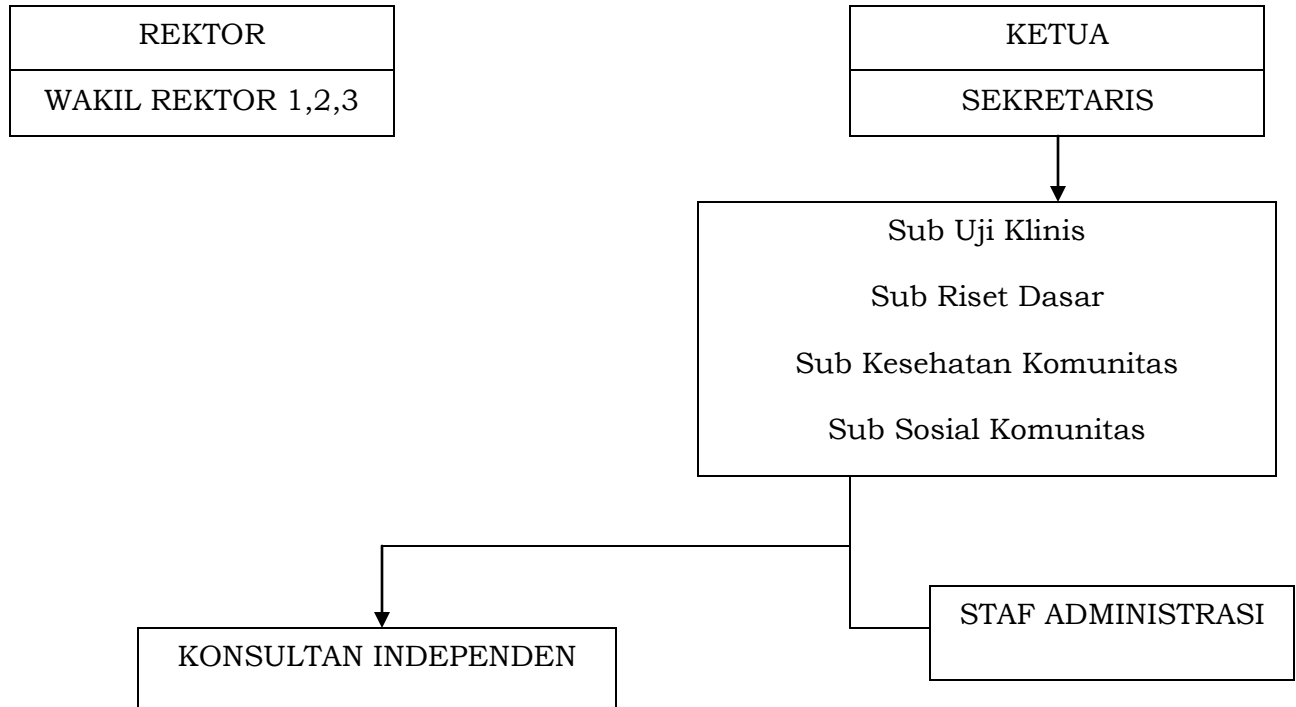 REKTOR
WAKIL REKTOR 1,2,3
KETUA
SEKRETARIS
Sub Uji Klinis
Sub Riset Dasar
Sub Kesehatan Komunitas
Sub Sosial Komunitas
STAF ADMINISTRASI
KONSULTAN INDEPENDEN